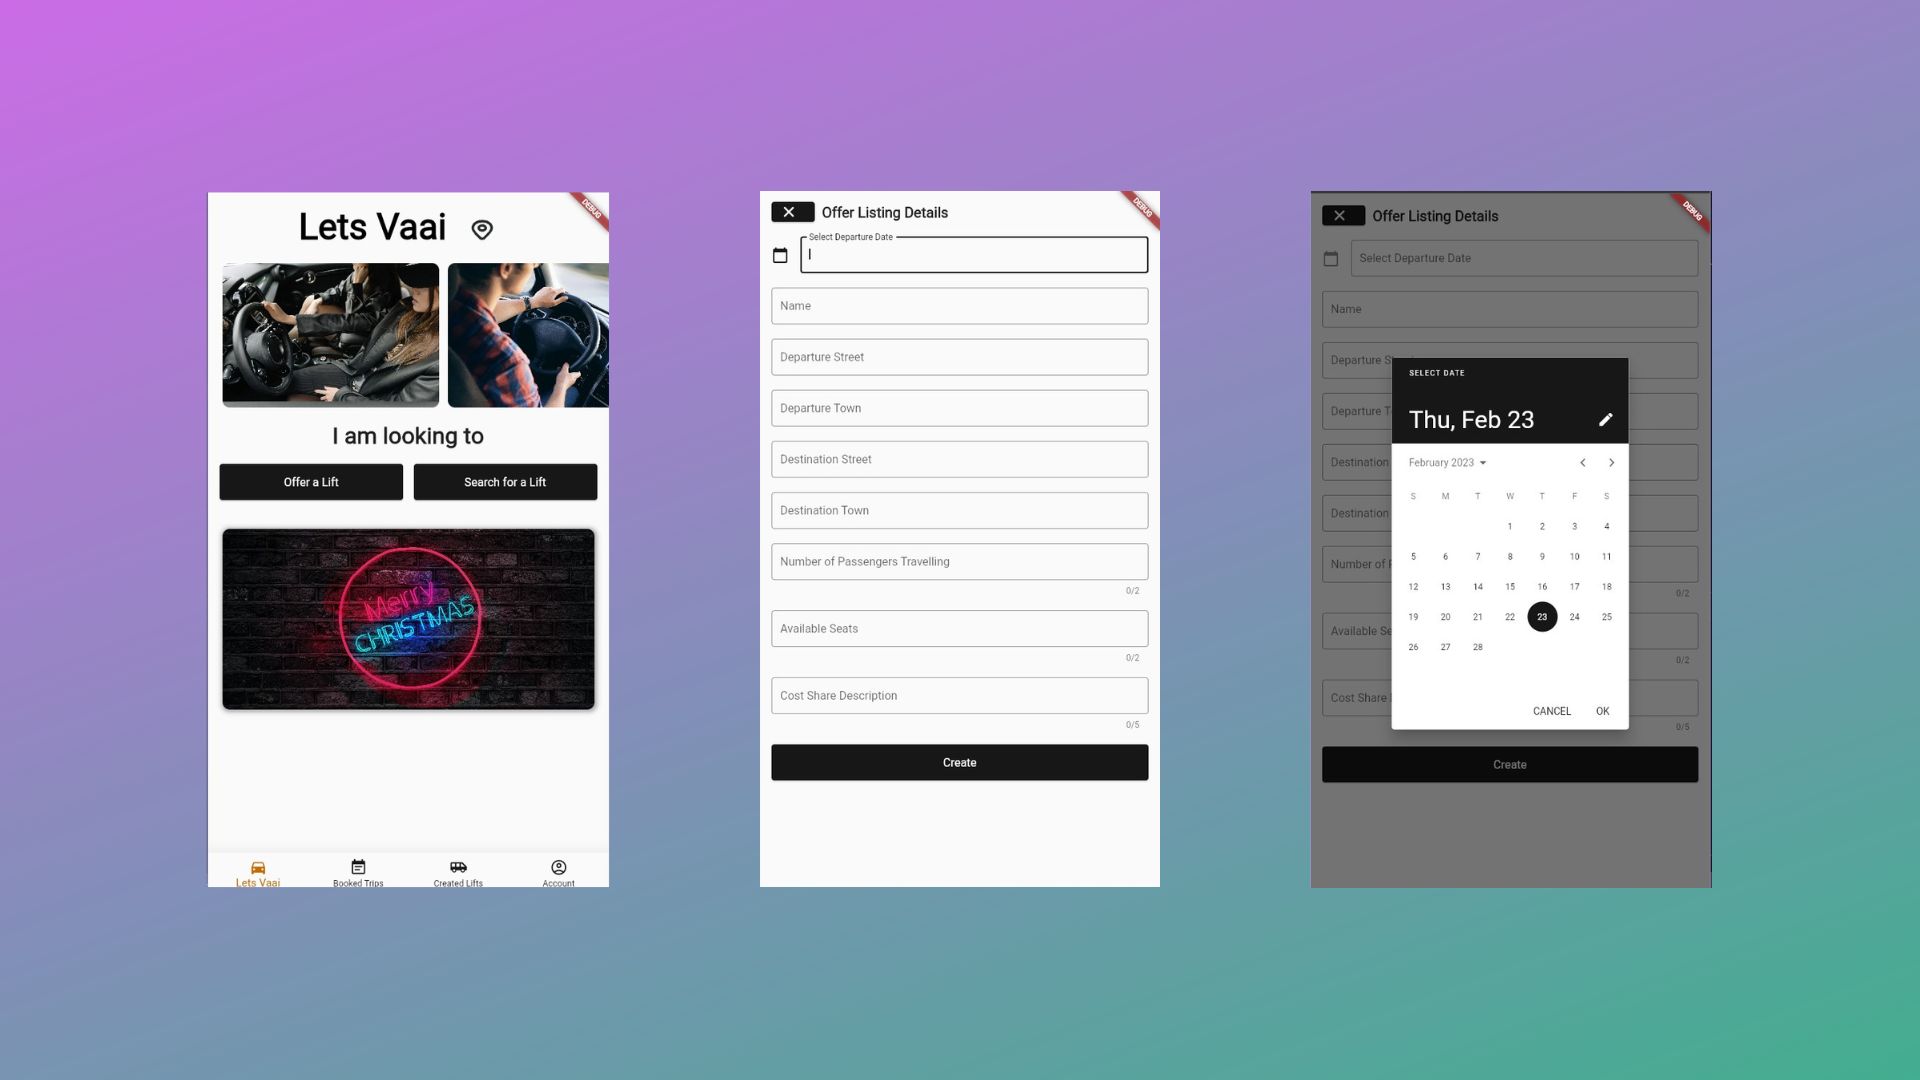 DEBUG
Lets Vaai
I am looking to
Offer a Lift
Search for a Lift
Merry
CHRISTMAS
Lets Vaai
Booked Trips
Created Lifts
Account
DEBUG
Offer Listing Details
Select Departure Date
Name
Departure Street
Departure Town
Destination Street
Destination Town
Number of Passengers Travelling
0/2
Available Seats
0/2
Cost Share Description
0/5
Create
DEBUG
Offer Listing Details
Select Departure Date
Name
Departure St
Departure T
Destination
Destination
Number of P
0/2
Available Se
0/2
Cost Share
0/5
Create
SELECT DATE
Thu, Feb 23
February 2023
S M T W T F S
1 2 3 4
5 6 7 8 9 10 11
12 13 14 15 16 17 18
19 20 21 22 23 24 25
26 27 28
CANCEL OK